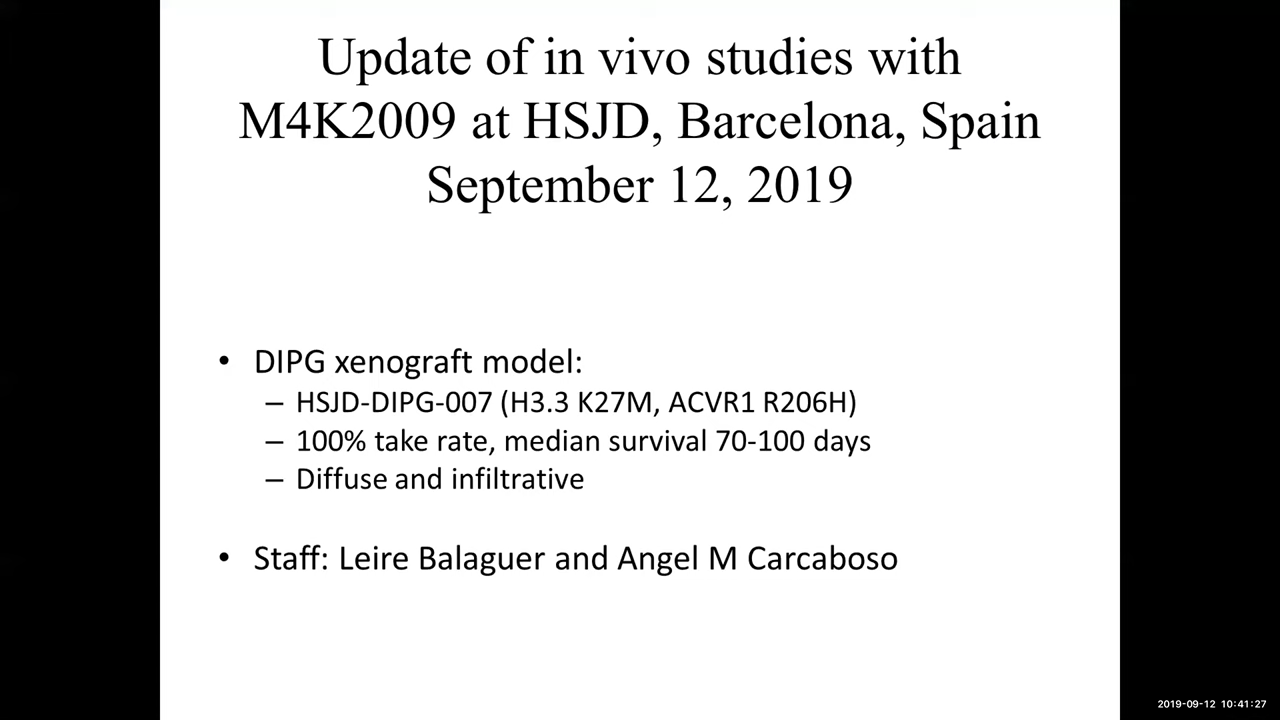 Update of in vivo studies with
M4K2009 at HSJD, Barcelona, Spain
September 12, 2019
• DIPG xenograft model:
– HSJD-DIPG-007 (H3.3 K27M, ACVR1 R206H)
– 100% take rate, median survival 70-100 days
– Diffuse and infiltrative
• Staff: Leire Balaguer and Angel M Carcaboso
2019-09-12 10:41:27